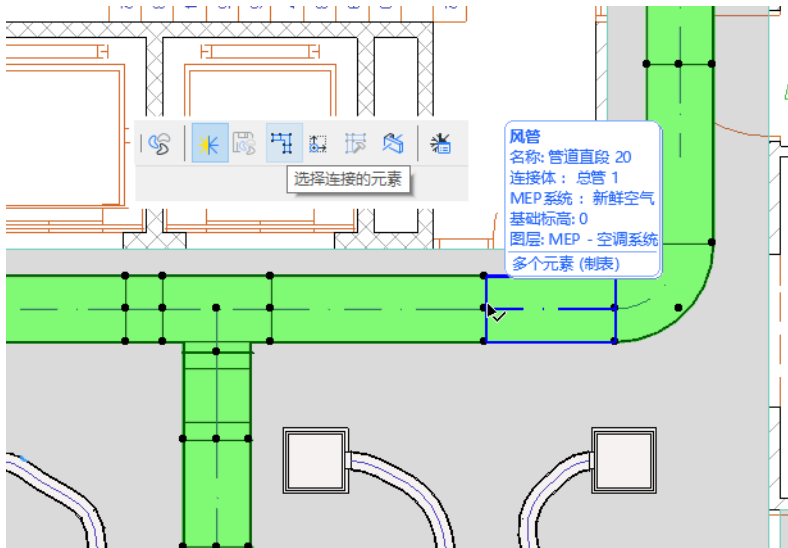 选择连接的元素
风管
名称: 管道直段 20
连接体： 总管 1
MEP系统： 新鲜空气
基础标高: 0
图层: MEP - 空调系统
多个元素 (制表)